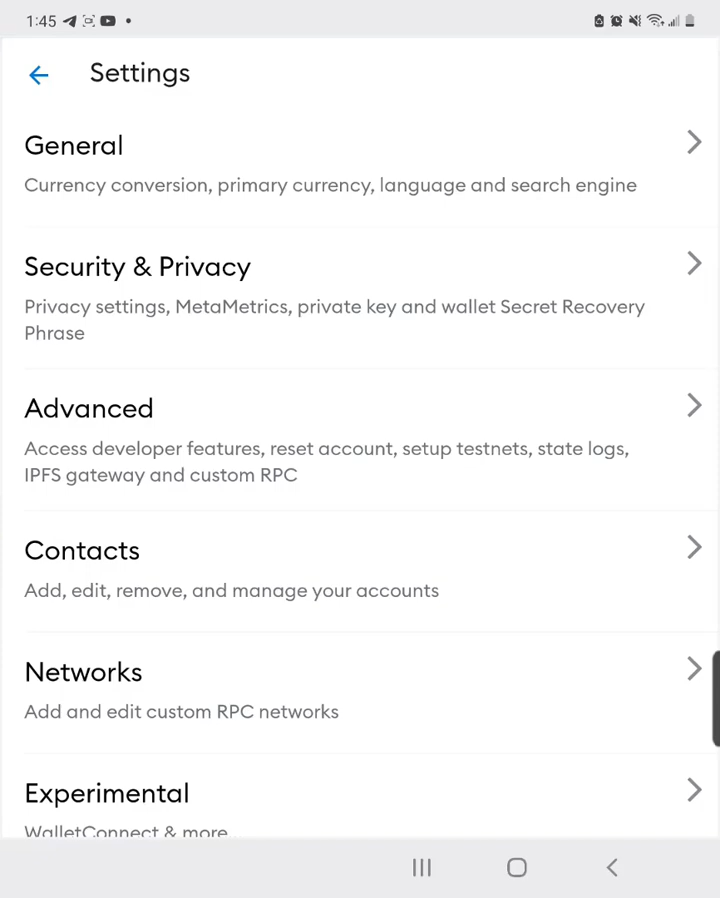 1:45
Settings
General
Currency conversion, primary currency, language and search engine
Security & Privacy
Privacy settings, MetaMetrics, private key and wallet Secret Recovery
Phrase
Advanced
Access developer features, reset account, setup testnets, state logs,
IPFS gateway and custom RPC
Contacts
Add, edit, remove, and manage your accounts
Networks
Add and edit custom RPC networks
Experimental
WalletConnect & more